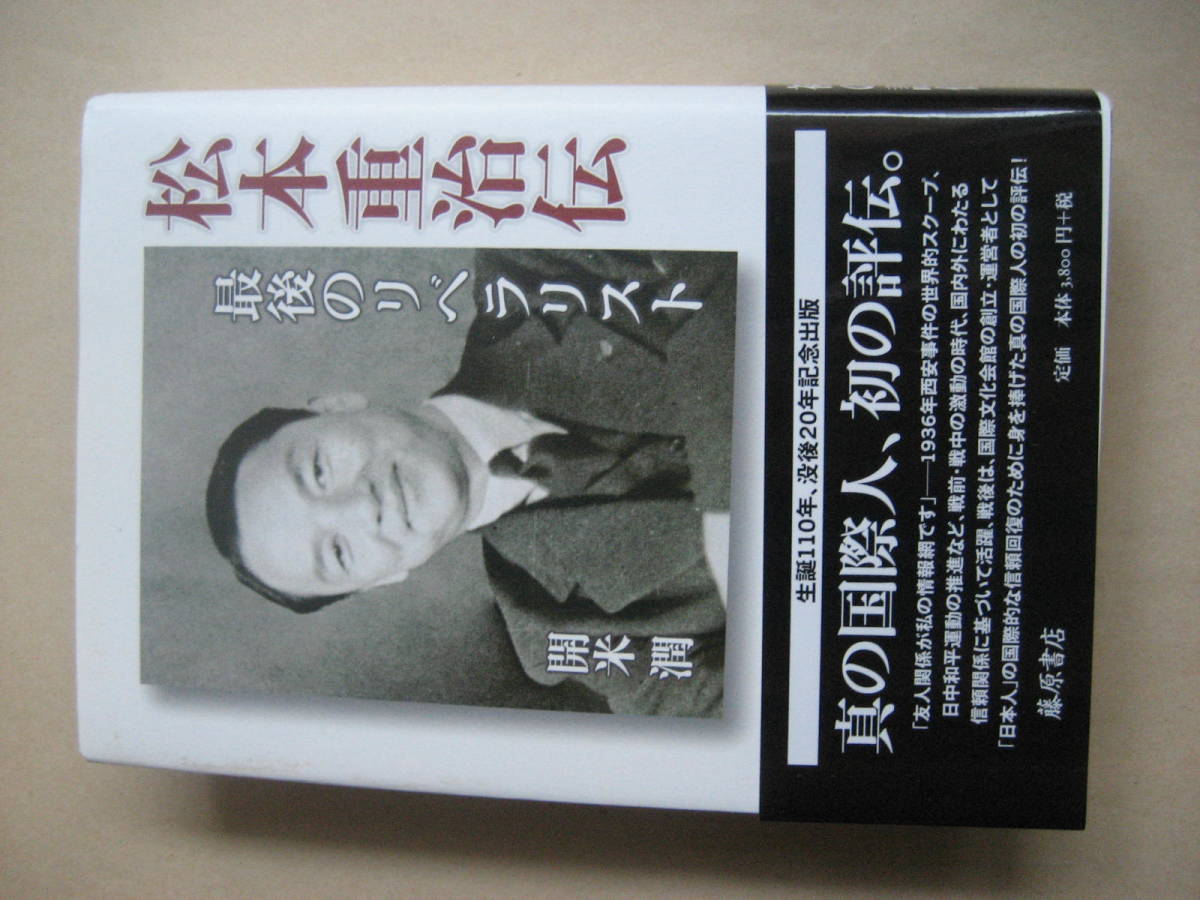 松本重治伝
最後のリベラリスト
開米 潤
生誕110年、没後20年記念出版
真の国際人、初の評伝。
「友人関係が私の情報網です」―1936年西安事件の世界的スクープ、
日中和平運動の推進など、戦前・戦中の激動の時代、国内外にわたる
信頼関係に基づいて活躍、戦後は、国際文化会館の創立・運営者として
「日本人」の国際的な信頼回復のために身を捧げた真の国際人の初の評伝!
藤原書店
定価 本体 3,800円+税